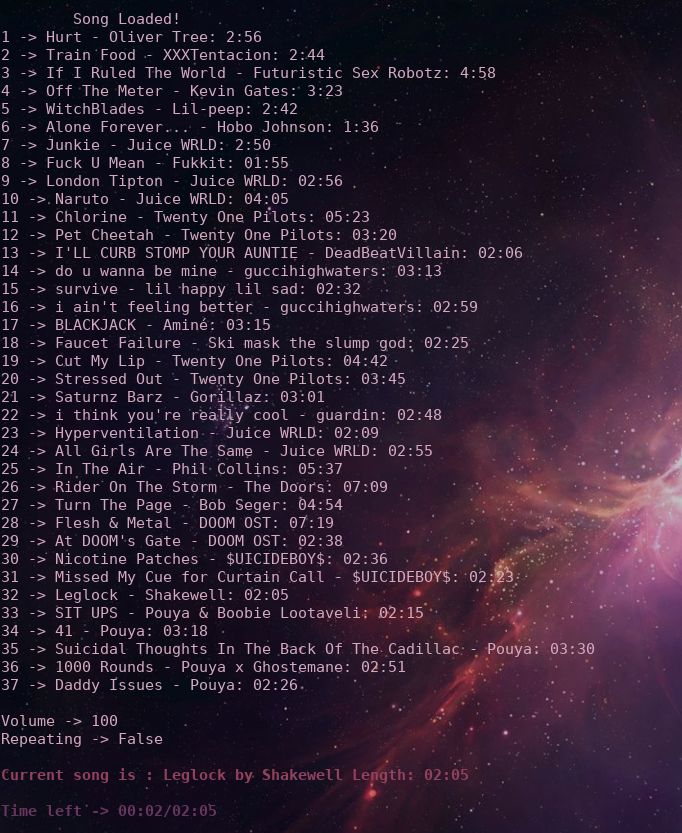 Song Loaded!
1 -> Hurt - Oliver Tree: 2:56
2 -> Train Food - XXXTentacion: 2:44
3 -> If I Ruled The World - Futuristic Sex Robotz: 4:58
4 -> Off The Meter - Kevin Gates: 3:23
5 -> WitchBlades - Lil-peep: 2:42
6 -> Alone Forever... - Hobo Johnson: 1:36
7 -> Junkie - Juice WRLD: 2:50
8 -> Fuck U Mean - Fukkit: 01:55
9 -> London Tipton - Juice WRLD: 02:56
10 -> Naruto - Juice WRLD: 04:05
11 -> Chlorine - Twenty One Pilots: 05:23
12 -> Pet Cheetah - Twenty One Pilots: 03:20
13 -> I'LL CURB STOMP YOUR AUNTIE - DeadBeatVillain: 02:06
14 -> do u wanna be mine - guccihighwaters: 03:13
15 -> survive - lil happy lil sad: 02:32
16 -> i ain't feeling better - guccihighwaters: 02:59
17 -> BLACKJACK - Aminé: 03:15
18 -> Faucet Failure - Ski mask the slump god: 02:25
19 -> Cut My Lip - Twenty One Pilots: 04:42
20 -> Stressed Out - Twenty One Pilots: 03:45
21 -> Saturnz Barz - Gorillaz: 03:01
22 -> i think you're really cool - guardin: 02:48
23 -> Hyperventilation - Juice WRLD: 02:09
24 -> All Girls Are The Same - Juice WRLD: 02:55
25 -> In The Air - Phil Collins: 05:37
26 -> Rider On The Storm - The Doors: 07:09
27 -> Turn The Page - Bob Seger: 04:54
28 -> Flesh & Metal - DOOM OST: 07:19
29 -> At DOOM's Gate - DOOM OST: 02:38
30 -> Nicotine Patches - $UICIDEBOY$: 02:36
31 -> Missed My Cue for Curtain Call - $UICIDEBOY$: 02:23
32 -> Leglock - Shakewell: 02:05
33 -> SIT UPS - Pouya & Boobie Lootaveli: 02:15
34 -> 41 - Pouya: 03:18
35 -> Suicidal Thoughts In The Back Of The Cadillac - Pouya: 03:30
36 -> 1000 Rounds - Pouya x Ghostemane: 02:51
37 -> Daddy Issues - Pouya: 02:26
Volume -> 100
Repeating -> False
Current song is : Leglock by Shakewell Length: 02:05
Time left -> 00:02/02:05